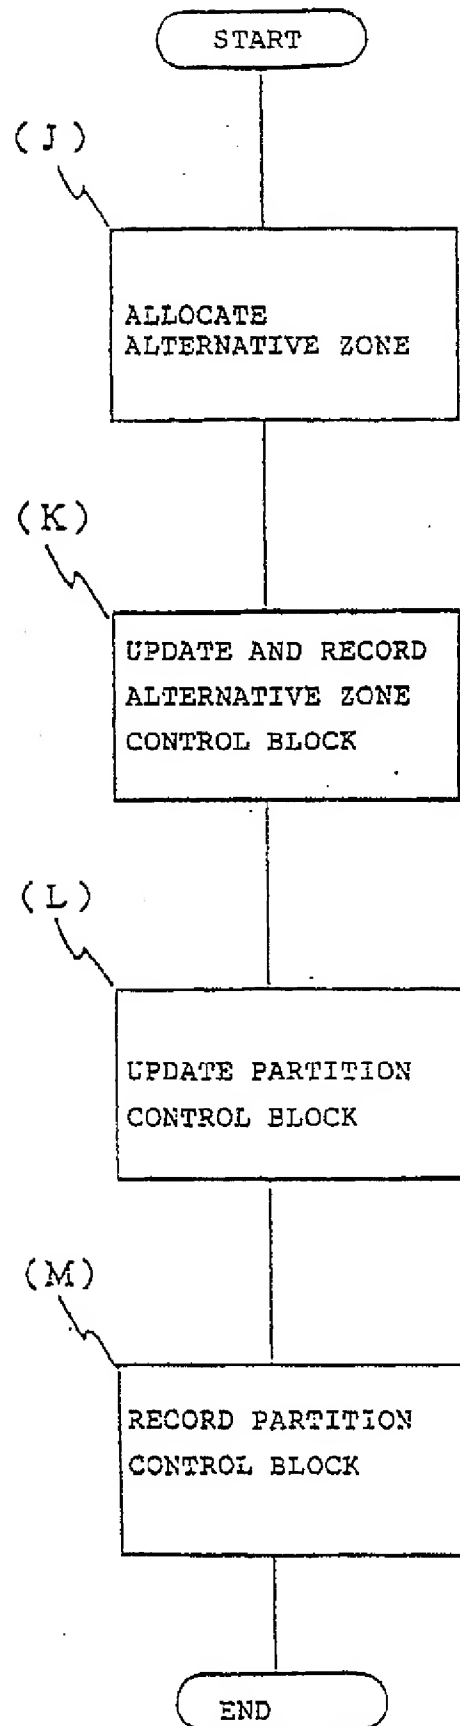 START
(J)
ALLOCATE
ALTERNATIVE ZONE
(K)
UPDATE AND RECORD
ALTERNATIVE ZONE
CONTROL BLOCK
(L)
UPDATE PARTITION
CONTROL BLOCK
(M)
RECORD PARTITION
CONTROL BLOCK
END